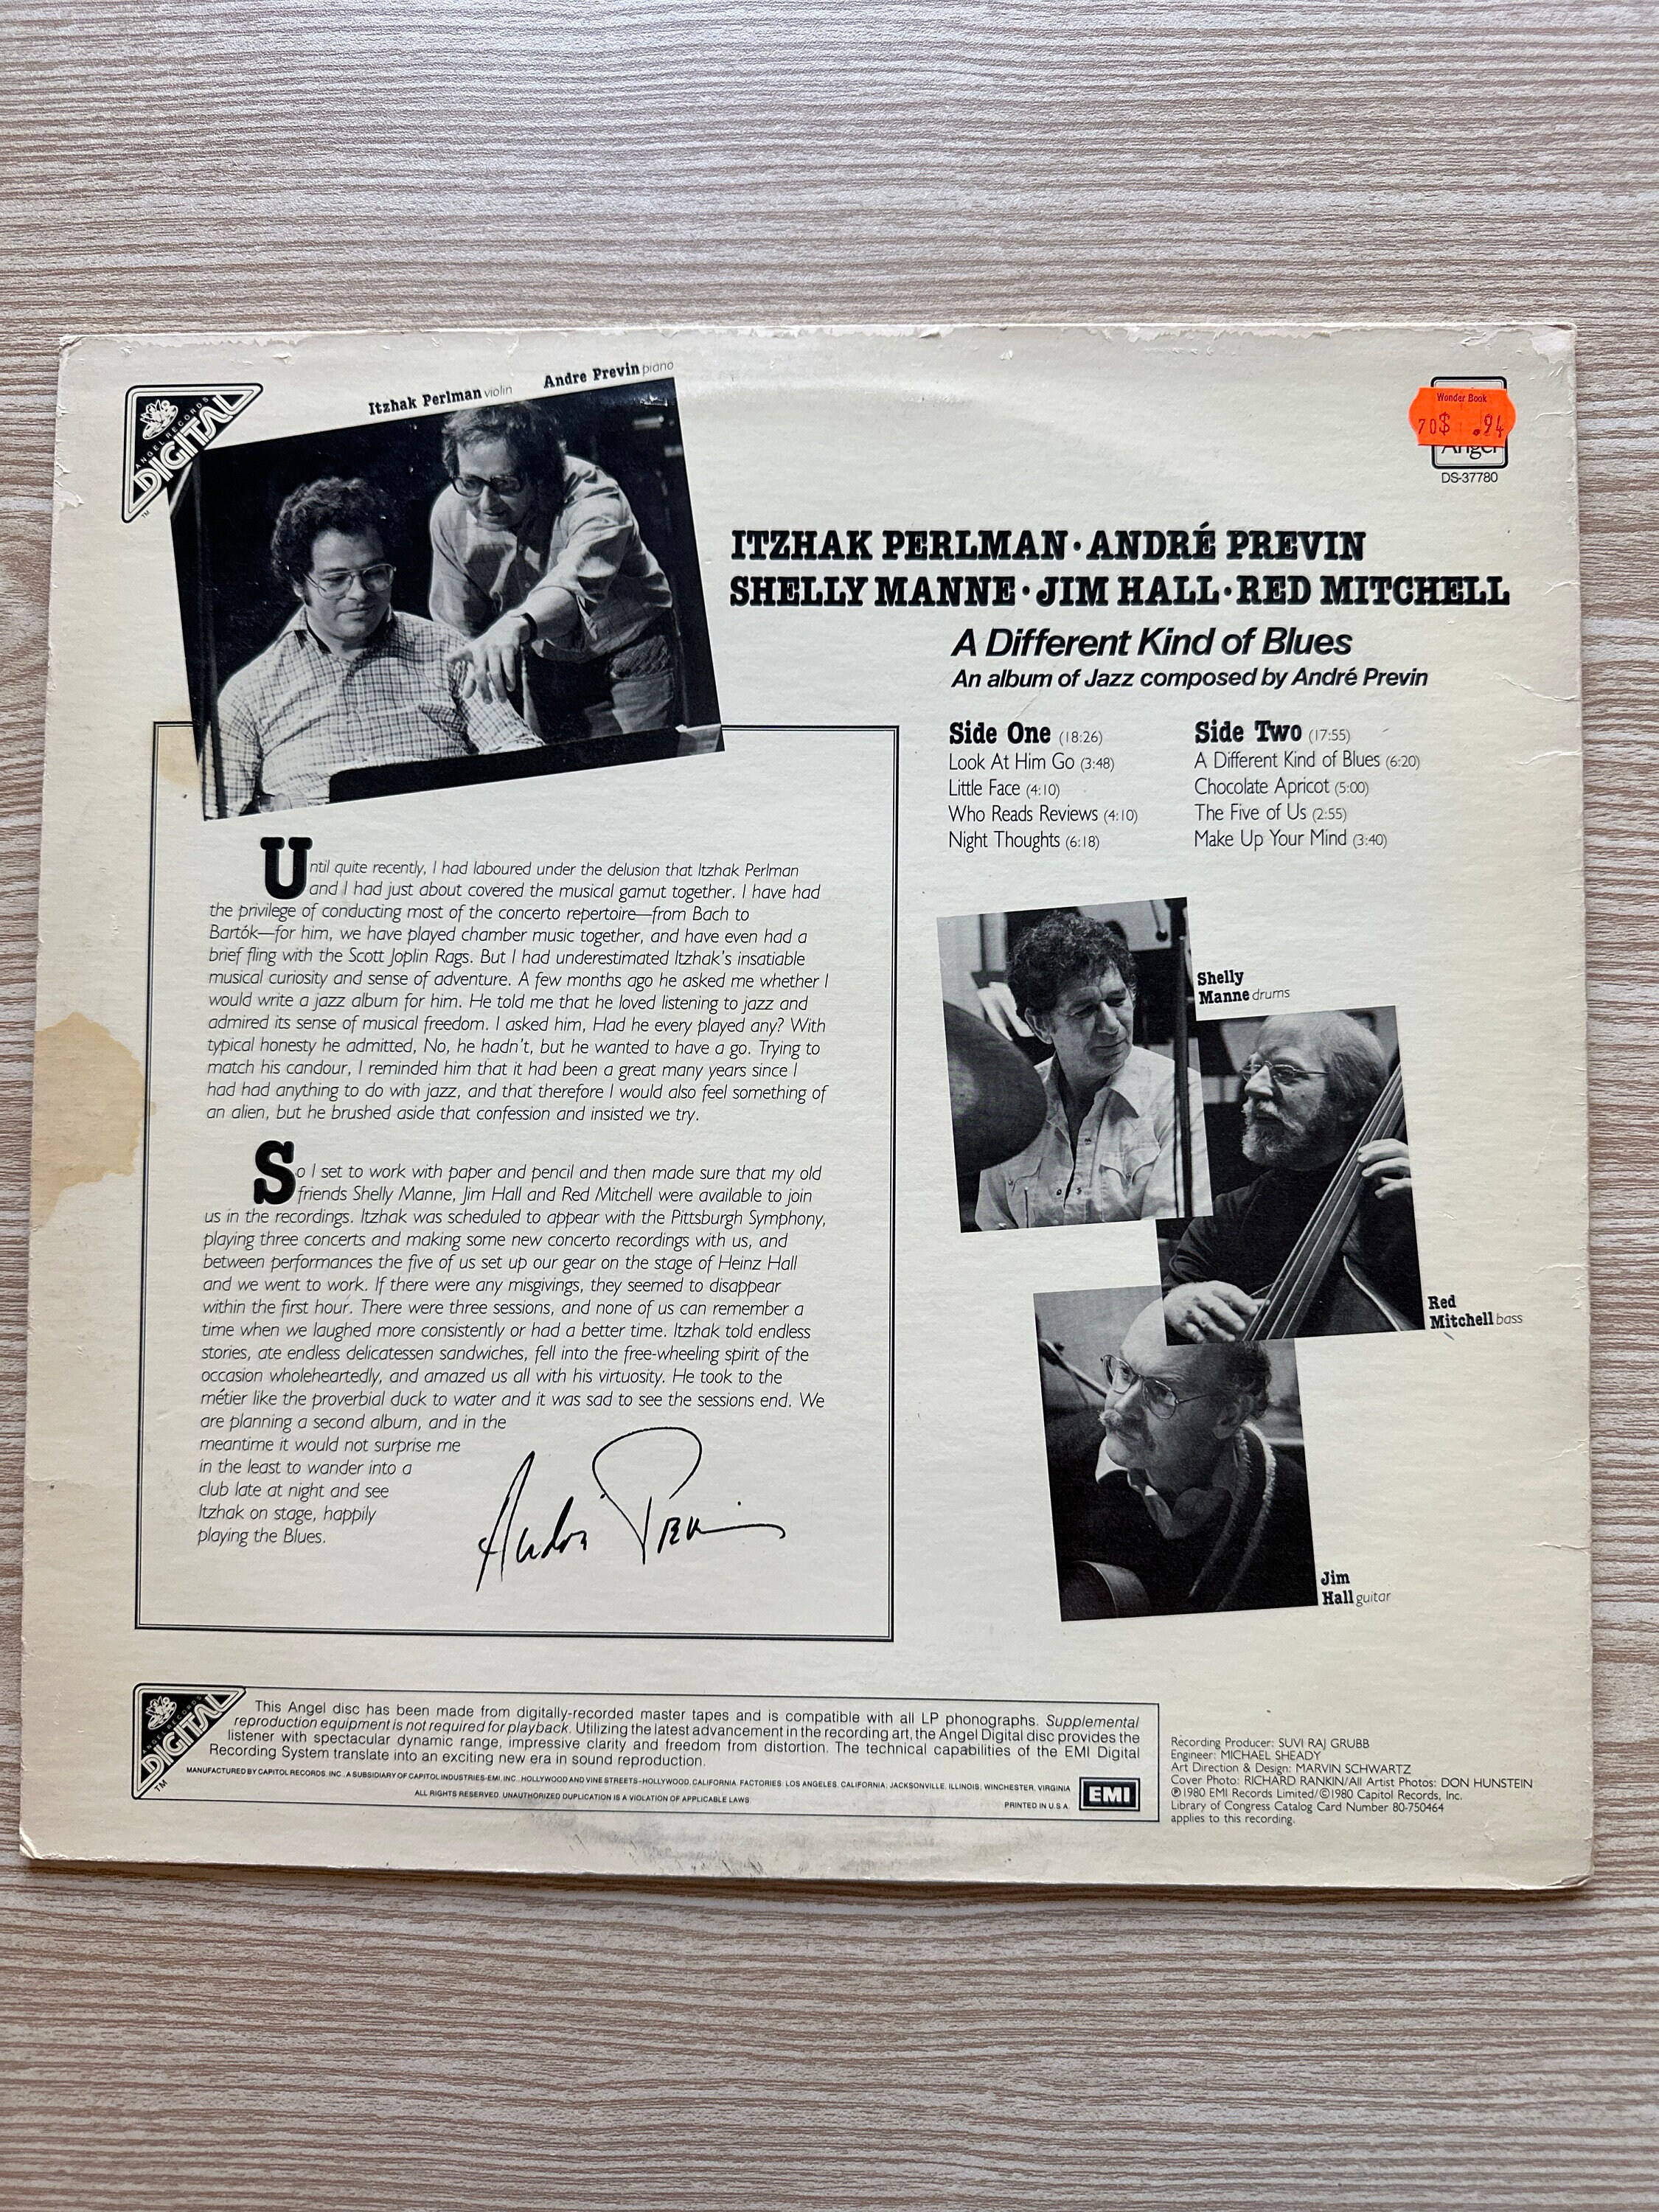 ANGEL RECORDS
DIGITAL
TM
Itzhak Perlman violin
Andre Previn piano
Wonder Book
70$ .94
Angel
DS-37780
ITZHAK PERLMAN · ANDRÉ PREVIN
SHELLY MANNE · JIM HALL · RED MITCHELL
A Different Kind of Blues
An album of Jazz composed by André Previn
Side One (18:26)
Look At Him Go (3:48)
Little Face (4:10)
Who Reads Reviews (4:10)
Night Thoughts (6:18)
Side Two (17:55)
A Different Kind of Blues (6:20)
Chocolate Apricot (5:00)
The Five of Us (2:55)
Make Up Your Mind (3:40)
Until quite recently, I had laboured under the delusion that Itzhak Perlman
and I had just about covered the musical gamut together. I have had
the privilege of conducting most of the concerto repertoire—from Bach to
Bartók—for him, we have played chamber music together, and have even had a
brief fling with the Scott Joplin Rags. But I had underestimated Itzhak's insatiable
musical curiosity and sense of adventure. A few months ago he asked me whether I
would write a jazz album for him. He told me that he loved listening to jazz and
admired its sense of musical freedom. I asked him, Had he every played any? With
typical honesty he admitted, No, he hadn't, but he wanted to have a go. Trying to
match his candour, I reminded him that it had been a great many years since I
had had anything to do with jazz, and that therefore I would also feel something of
an alien, but he brushed aside that confession and insisted we try.
So I set to work with paper and pencil and then made sure that my old
friends Shelly Manne, Jim Hall and Red Mitchell were available to join
us in the recordings. Itzhak was scheduled to appear with the Pittsburgh Symphony,
playing three concerts and making some new concerto recordings with us, and
between performances the five of us set up our gear on the stage of Heinz Hall
and we went to work. If there were any misgivings, they seemed to disappear
within the first hour. There were three sessions, and none of us can remember a
time when we laughed more consistently or had a better time. Itzhak told endless
stories, ate endless delicatessen sandwiches, fell into the free-wheeling spirit of the
occasion wholeheartedly, and amazed us all with his virtuosity. He took to the
métier like the proverbial duck to water and it was sad to see the sessions end. We
are planning a second album, and in the
meantime it would not surprise me
in the least to wander into a
club late at night and see
Itzhak on stage, happily
playing the Blues.
André Previn
Shelly
Manne drums
Red
Mitchell bass
Jim
Hall guitar
ANGEL RECORDS
DIGITAL
TM
This Angel disc has been made from digitally-recorded master tapes and is compatible with all LP phonographs. Supplemental
reproduction equipment is not required for playback. Utilizing the latest advancement in the recording art, the Angel Digital disc provides the
listener with spectacular dynamic range, impressive clarity and freedom from distortion. The technical capabilities of the EMI Digital
Recording System translate into an exciting new era in sound reproduction.
MANUFACTURED BY CAPITOL RECORDS, INC., A SUBSIDIARY OF CAPITOL INDUSTRIES-EMI, INC., HOLLYWOOD AND VINE STREETS–HOLLYWOOD, CALIFORNIA. FACTORIES: LOS ANGELES, CALIFORNIA; JACKSONVILLE, ILLINOIS; WINCHESTER, VIRGINIA
ALL RIGHTS RESERVED. UNAUTHORIZED DUPLICATION IS A VIOLATION OF APPLICABLE LAWS.
PRINTED IN U.S.A.
EMI
Recording Producer: SUVI RAJ GRUBB
Engineer: MICHAEL SHEADY
Art Direction & Design: MARVIN SCHWARTZ
Cover Photo: RICHARD RANKIN/All Artist Photos: DON HUNSTEIN
℗1980 EMI Records Limited/©1980 Capitol Records, Inc.
Library of Congress Catalog Card Number 80-750464
applies to this recording.